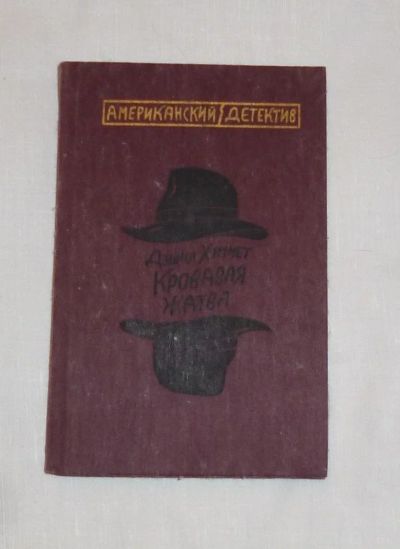 АМЕРИКАНСКИЙ ДЕТЕКТИВ
Дэшил Хэммет
КРОВАВАЯ
ЖАТВА